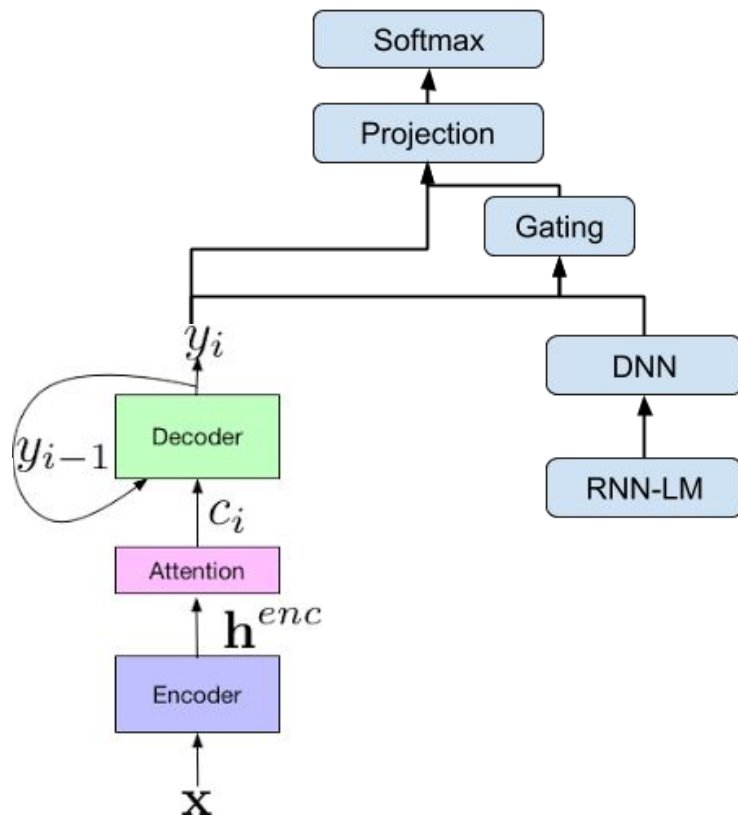 Softmax
Projection
Gating
y_i
DNN
Decoder
y_{i-1}
RNN-LM
c_i
Attention
h^{enc}
Encoder
x